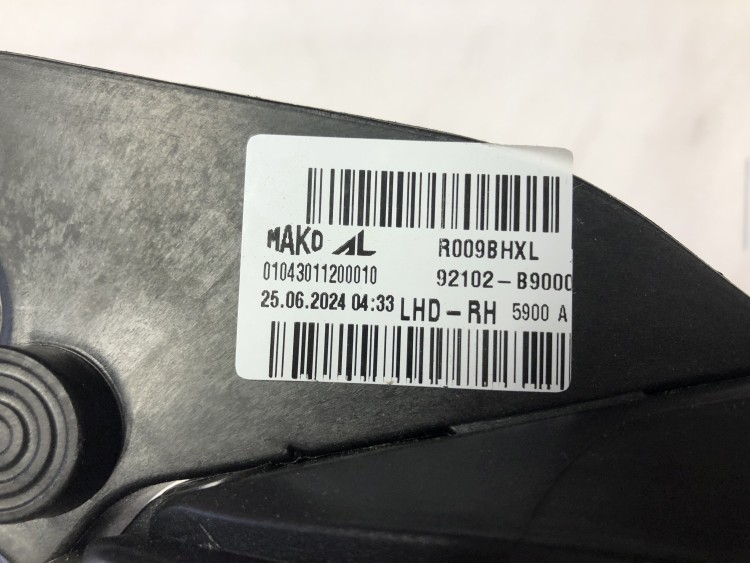 MAKO AL R009BHXL
01043011200010 92102-B9000
25.06.2024 04:33 LHD-RH 5900 A